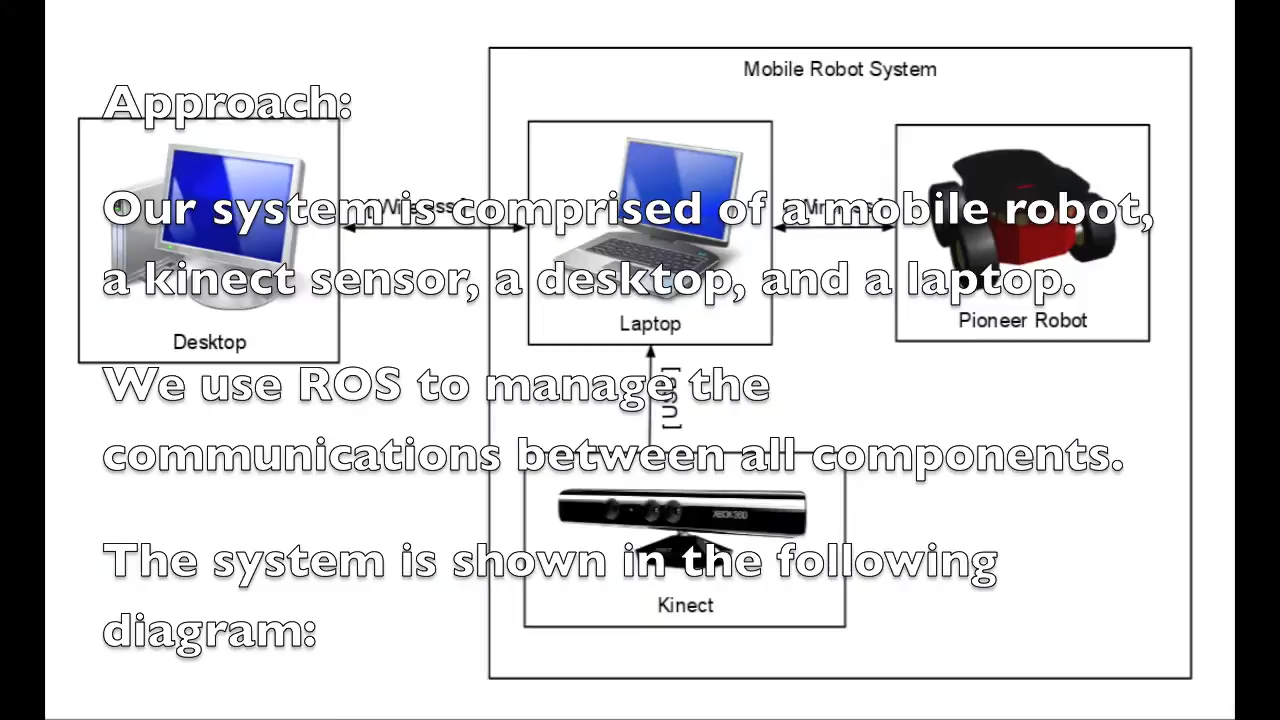 Mobile Robot System
Approach:
Our system is comprised of a mobile robot,
a kinect sensor, a desktop, and a laptop.
Laptop
Pioneer Robot
Desktop
We use ROS to manage the
communications between all components.
XBOX360
The system is shown in the following
Kinect
diagram: